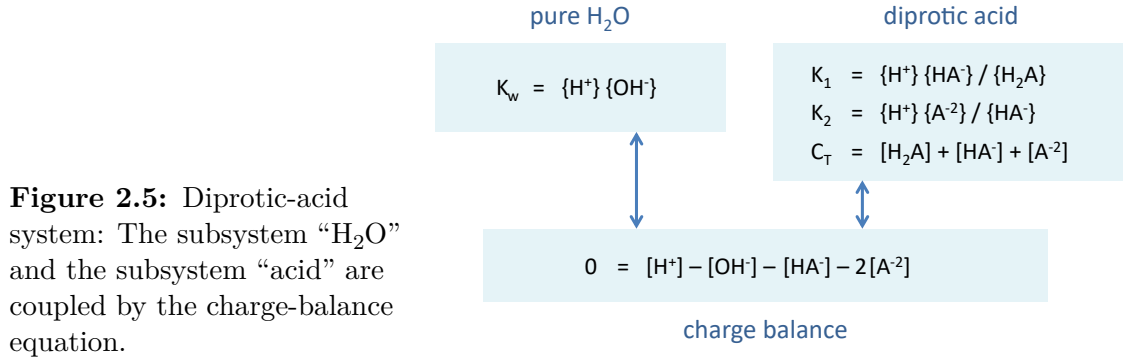 pure H₂O
K_w = {H⁺} {OH⁻}
diprotic acid
K₁ = {H⁺} {HA⁻} / {H₂A}
K₂ = {H⁺} {A⁻²} / {HA⁻}
C_T = [H₂A] + [HA⁻] + [A⁻²]
0 = [H⁺] – [OH⁻] – [HA⁻] – 2 [A⁻²]
charge balance
Figure 2.5: Diprotic-acid
system: The subsystem “H₂O”
and the subsystem “acid” are
coupled by the charge-balance
equation.